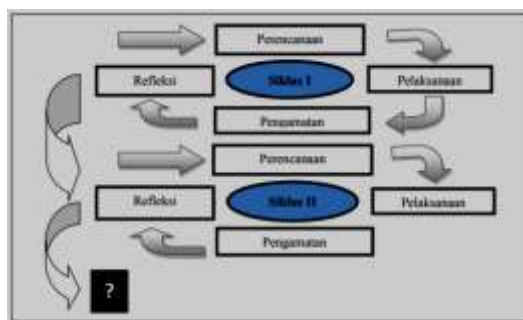 Perencanaan
Refleksi
Siklus I
Pelaksanaan
Pengamatan
Perencanaan
Refleksi
Siklus II
Pelaksanaan
Pengamatan
?